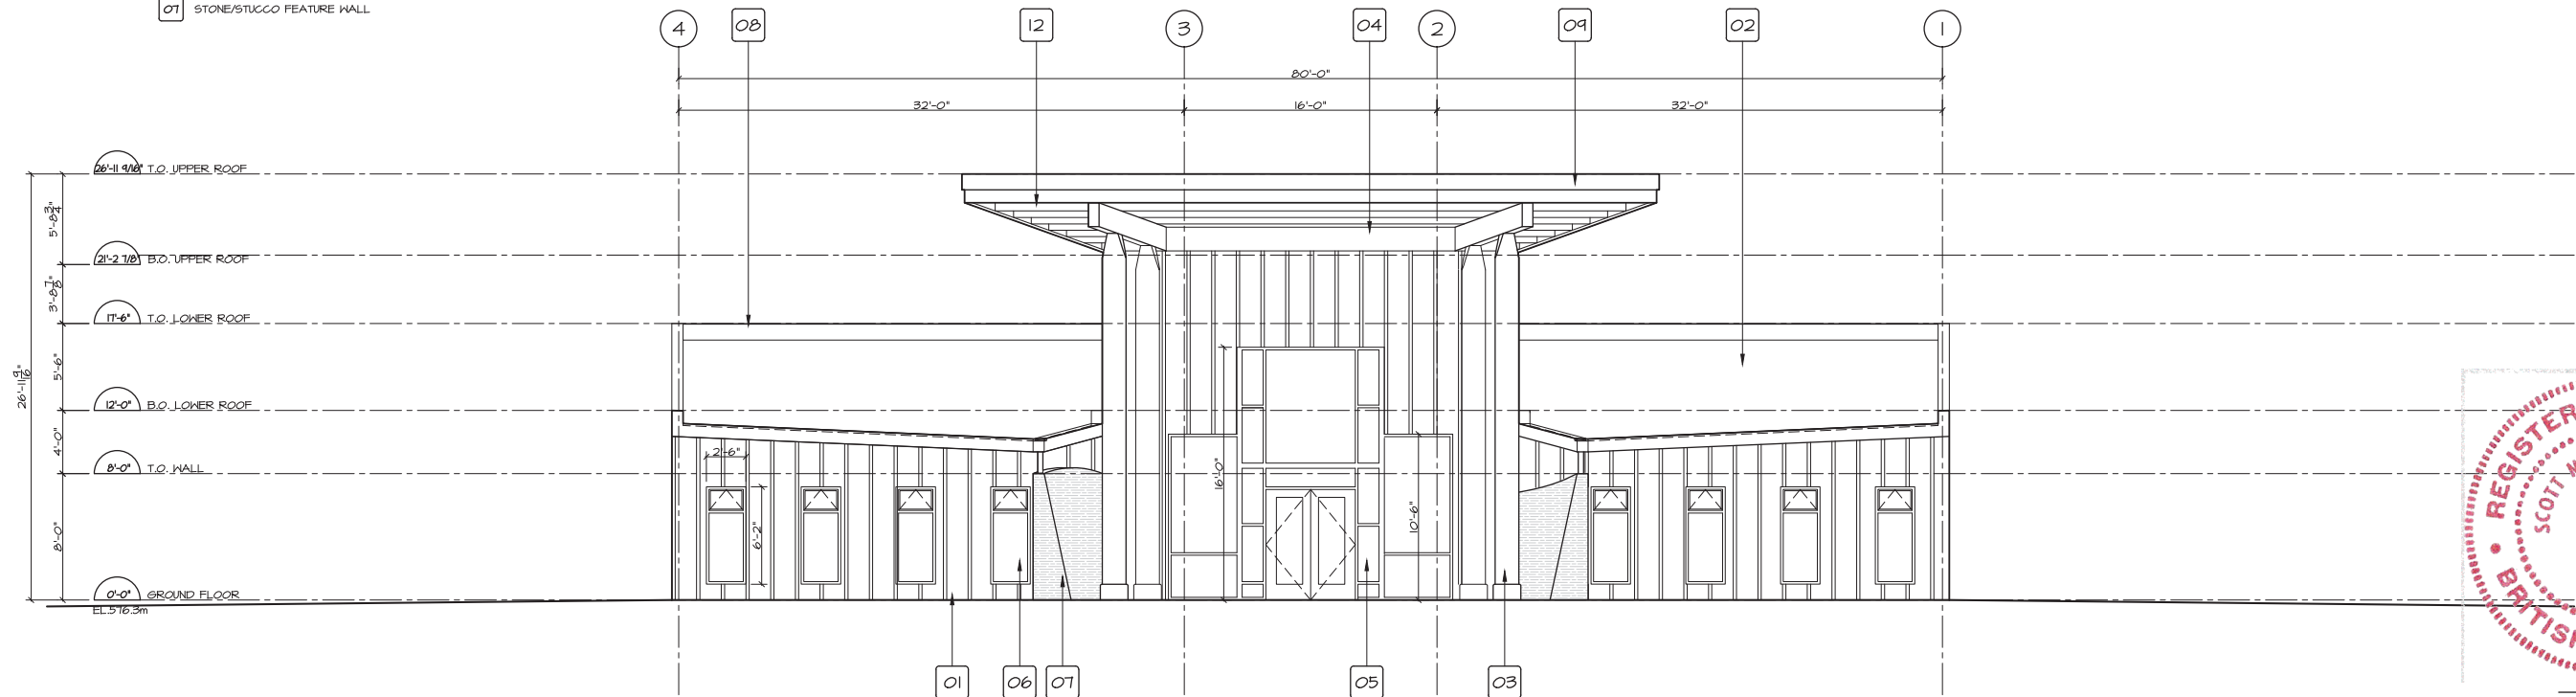 07 STONE/STUCCO FEATURE WALL
4 08 12 3 04 2 09 02 1
80'-0"
32'-0" 16'-0" 32'-0"
26'-11 9/16" T.O. UPPER ROOF
5'-8 3/4"
21'-2 7/8" B.O. UPPER ROOF
3'-8 7/8"
17'-6" T.O. LOWER ROOF
26'-11 9/16"
5'-6"
12'-0" B.O. LOWER ROOF
4'-0"
2'-6"
8'-0" T.O. WALL
16'-0"
10'-6"
6'-2"
8'-0"
0'-0" GROUND FLOOR
EL.576.3m
01 06 07 05 03
REGISTER
SCOTT
BRITISH